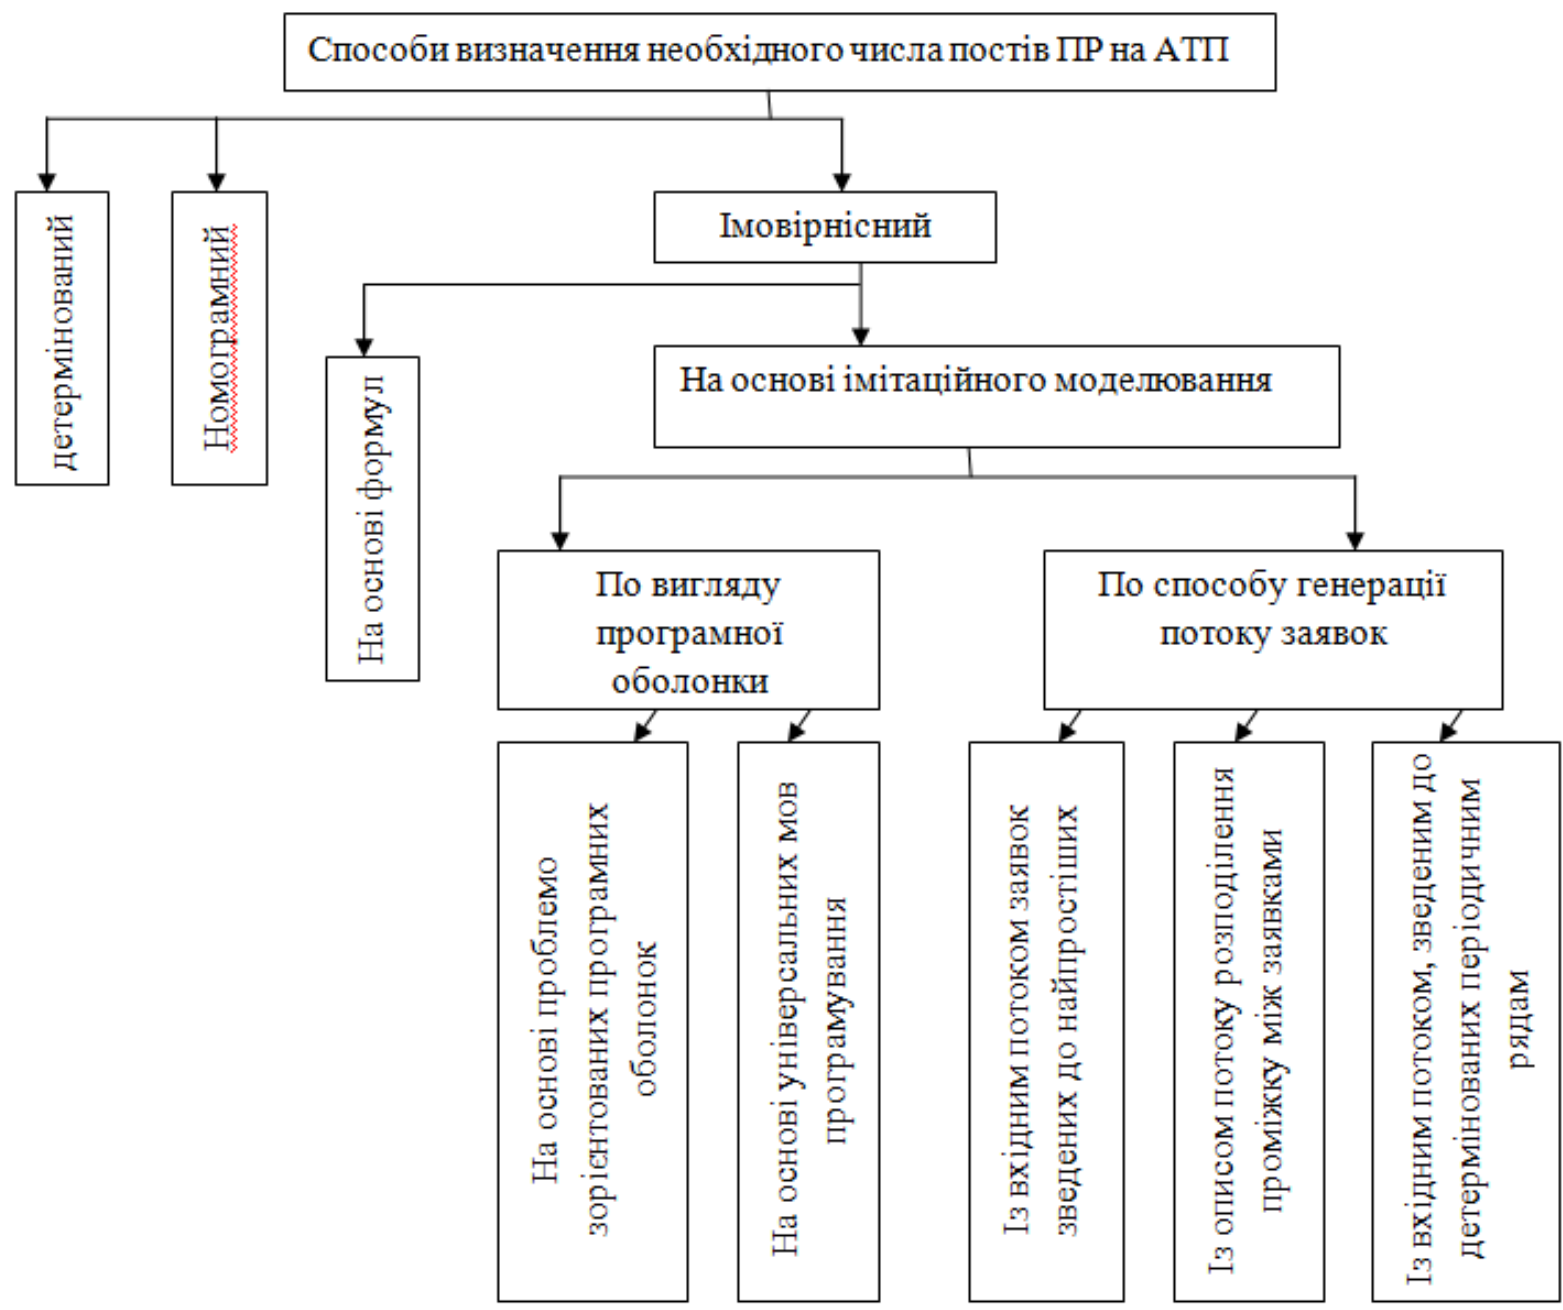 Способи визначення необхідного числа постів ПР на АТП
детермінований
Номограмний
Імовірнісний
На основі формул
На основі імітаційного моделювання
По вигляду
програмної
оболонки
По способу генерації
потоку заявок
На основі проблемо
зорієнтованих програмних
оболонок
На основі універсальних мов
програмування
Із вхідним потоком заявок
зведених до найпростіших
Із описом потоку розподілення
проміжку між заявками
Із вхідним потоком, зведеним до
детермінованих періодичним
рядам